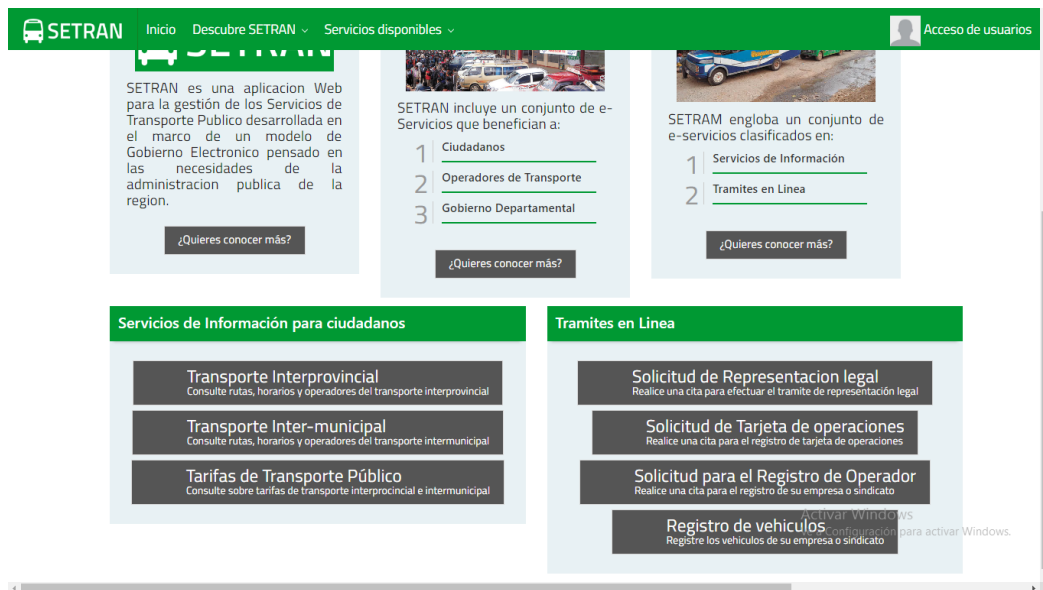 SETRAN Inicio Descubre SETRAN Servicios disponibles Acceso de usuarios
SETRAN
SETRAN es una aplicacion Web
para la gestión de los Servicios de
Transporte Publico desarrollada en
el marco de un modelo de
Gobierno Electronico pensado en
las necesidades de la
administracion publica de la
region.
¿Quieres conocer más?
SETRAN incluye un conjunto de e-
Servicios que benefician a:
1 Ciudadanos
2 Operadores de Transporte
3 Gobierno Departamental
¿Quieres conocer más?
SETRAM engloba un conjunto de
e-servicios clasificados en:
1 Servicios de Información
2 Tramites en Linea
¿Quieres conocer más?
Servicios de Información para ciudadanos
Transporte Interprovincial
Consulte rutas, horarios y operadores del transporte interprovincial
Transporte Inter-municipal
Consulte rutas, horarios y operadores del transporte intermunicipal
Tarifas de Transporte Público
Consulte sobre tarifas de transporte interprocincial e intermunicipal
Tramites en Linea
Solicitud de Representacion legal
Realice una cita para efectuar el tramite de representación legal
Solicitud de Tarjeta de operaciones
Realice una cita para el registro de tarjeta de operaciones
Solicitud para el Registro de Operador
Realice una cita para el registro de su empresa o sindicato
Registro de vehiculos
Registre los vehiculos de su empresa o sindicato
Activar Windows
Ve a Configuración para activar Windows.